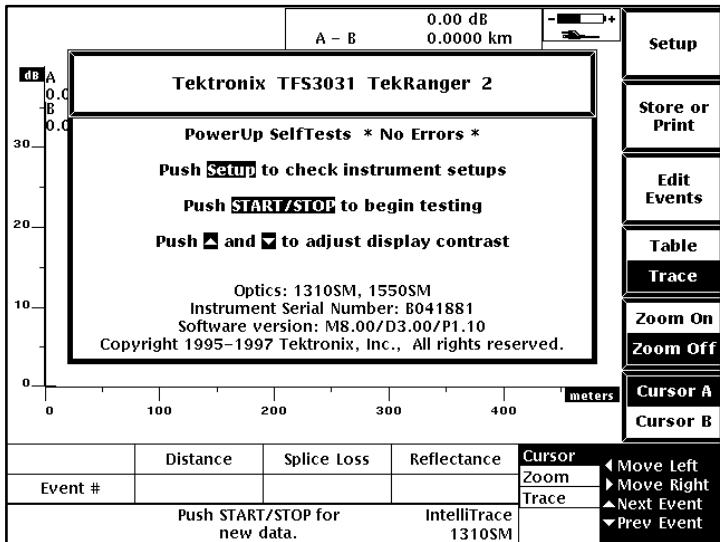 0.00 dB
A – B 0.0000 km
- +
Setup
dB A
0.0
B
0.0
Tektronix TFS3031 TekRanger 2
PowerUp SelfTests * No Errors *
Push Setup to check instrument setups
Push START/STOP to begin testing
Push and to adjust display contrast
Optics: 1310SM, 1550SM
Instrument Serial Number: B041881
Software version: M8.00/D3.00/P1.10
Copyright 1995–1997 Tektronix, Inc., All rights reserved.
Store or
Print
Edit
Events
Table
Trace
Zoom On
Zoom Off
Cursor A
Cursor B
30
20
10
0
meters
0 100 200 300 400
Distance Splice Loss Reflectance
Event #
Push START/STOP for
new data.
IntelliTrace
1310SM
Cursor
Zoom
Trace
Move Left
Move Right
Next Event
Prev Event